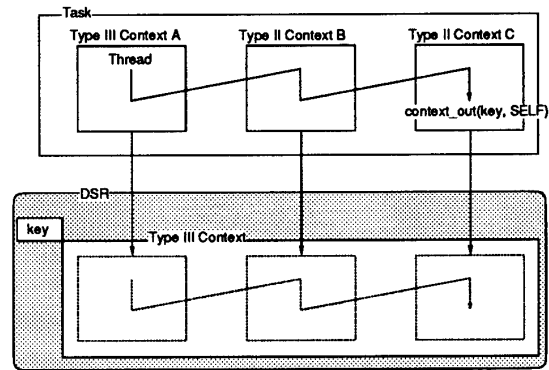 Task
Type III Context A
Type II Context B
Type II Context C
Thread
context_out(key, SELF)
DSR
key
Type III Context